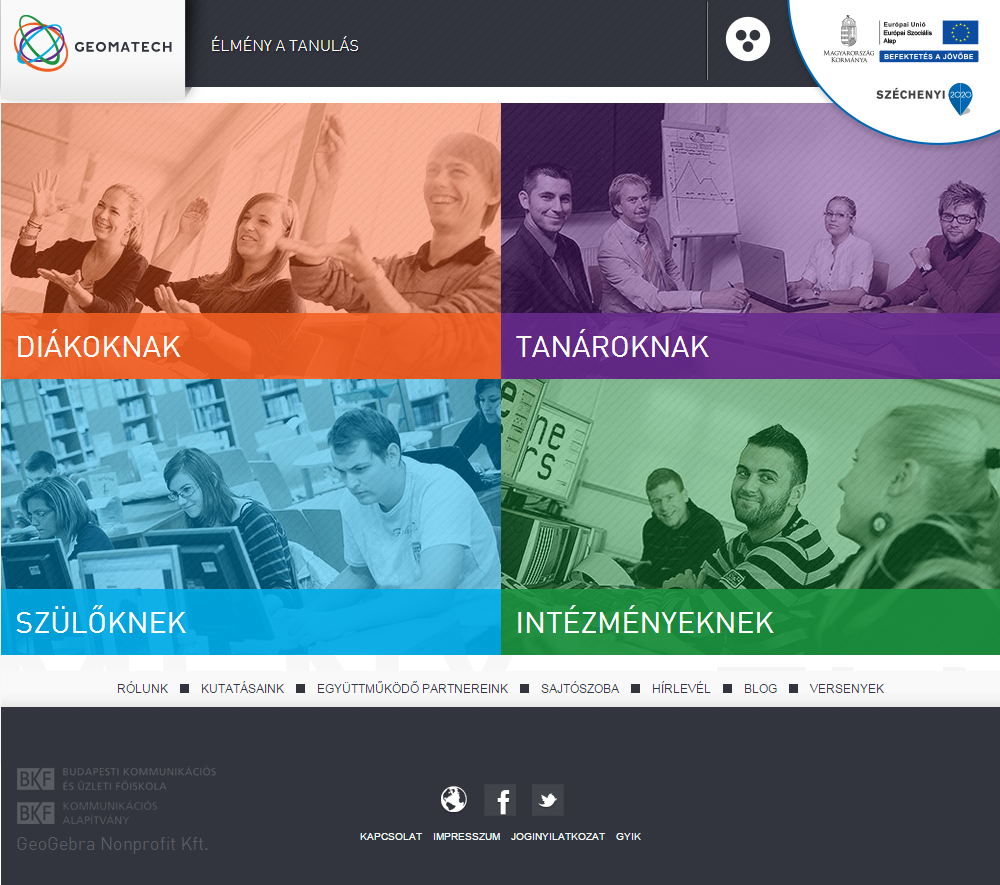 GEOMATECH
ÉLMÉNY A TANULÁS
MAGYARORSZÁG
KORMÁNYA
Európai Unió
Európai Szociális
Alap
BEFEKTETÉS A JÖVŐBE
SZÉCHENYI 2020
DIÁKOKNAK
TANÁROKNAK
ne
rs
SZÜLŐKNEK
INTÉZMÉNYEKNEK
RÓLUNK ■ KUTATÁSAINK ■ EGYÜTTMŰKÖDŐ PARTNEREINK ■ SAJTÓSZOBA ■ HÍRLEVÉL ■ BLOG ■ VERSENYEK
BKF BUDAPESTI KOMMUNIKÁCIÓS
ÉS ÜZLETI FŐISKOLA
BKF KOMMUNIKÁCIÓS
ALAPÍTVÁNY
GeoGebra Nonprofit Kft.
KAPCSOLAT IMPRESSZUM JOGINYILATKOZAT GYIK